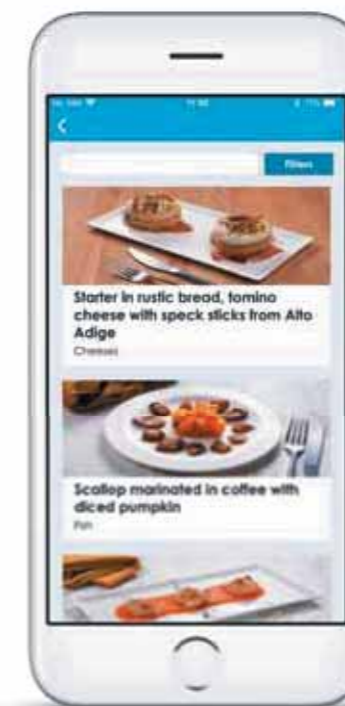 Filters
Starter in rustic bread, tomino
cheese with speck sticks from Alto
Adige
Cheeses
Scallop marinated in coffee with
diced pumpkin
Fish